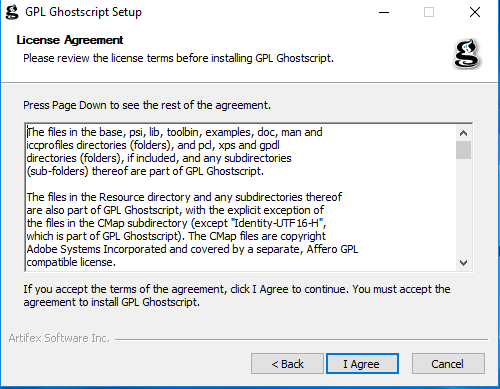 GPL Ghostscript Setup
License Agreement
Please review the license terms before installing GPL Ghostscript.
Press Page Down to see the rest of the agreement.
The files in the base, psi, lib, toolbin, examples, doc, man and
iccprofiles directories (folders), and pcl, xps and gpdl
directories (folders), if included, and any subdirectories
(sub-folders) thereof are part of GPL Ghostscript.
The files in the Resource directory and any subdirectories thereof
are also part of GPL Ghostscript, with the explicit exception of
the files in the CMap subdirectory (except "Identity-UTF16-H",
which is part of GPL Ghostscript). The CMap files are copyright
Adobe Systems Incorporated and covered by a separate, Affero GPL
compatible license.
If you accept the terms of the agreement, click I Agree to continue. You must accept the
agreement to install GPL Ghostscript.
Artifex Software Inc.
< Back I Agree Cancel